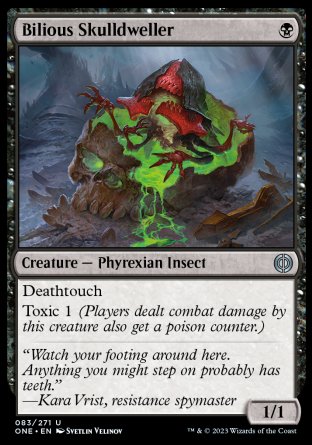 Bilious Skulldweller
Creature — Phyrexian Insect
Deathtouch
Toxic 1 (Players dealt combat damage by
this creature also get a poison counter.)
“Watch your footing around here.
Anything you might step on probably has
teeth.”
—Kara Vrist, resistance spymaster
1/1
083/271 U
ONE • EN Svetlin Velinov
™ & © 2023 Wizards of the Coast